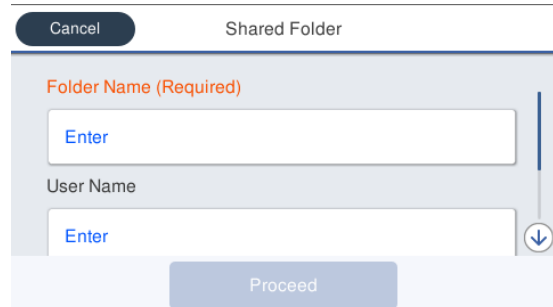 Cancel
Shared Folder
Folder Name (Required)
Enter
User Name
Enter
Proceed